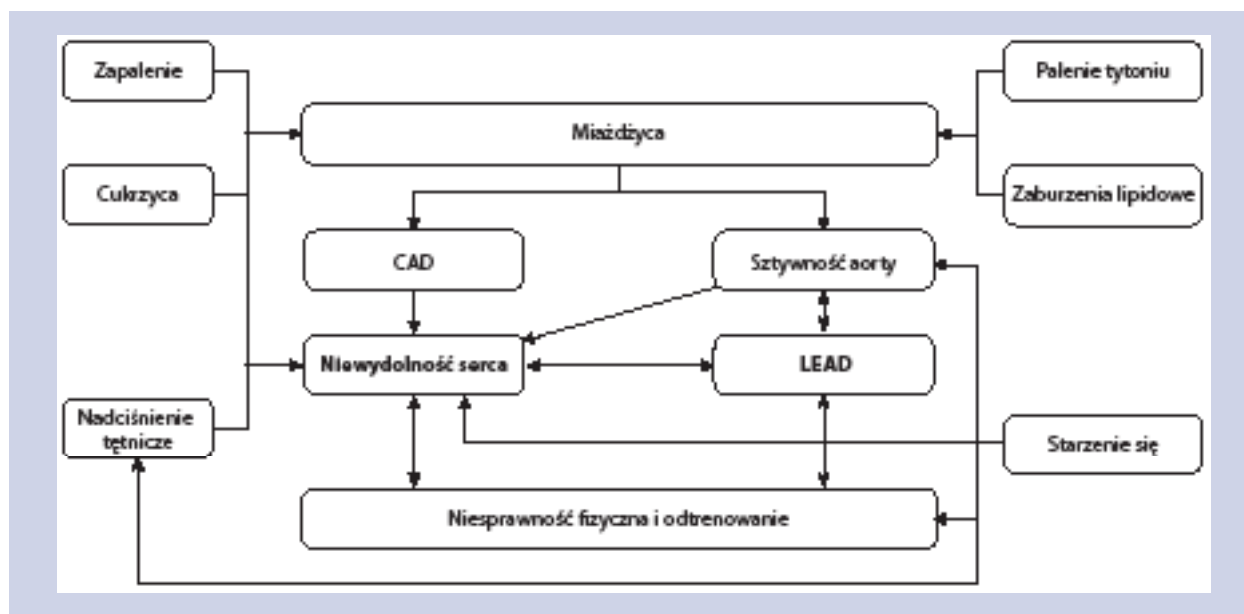 Zapalenie
Palenie tytoniu
Miażdżyca
Cukrzyca
Zaburzenia lipidowe
CAD
Sztywność aorty
Niewydolność serca
LEAD
Nadciśnienie
tętnicze
Starzenie się
Niesprawność fizyczna i odtrenowanie